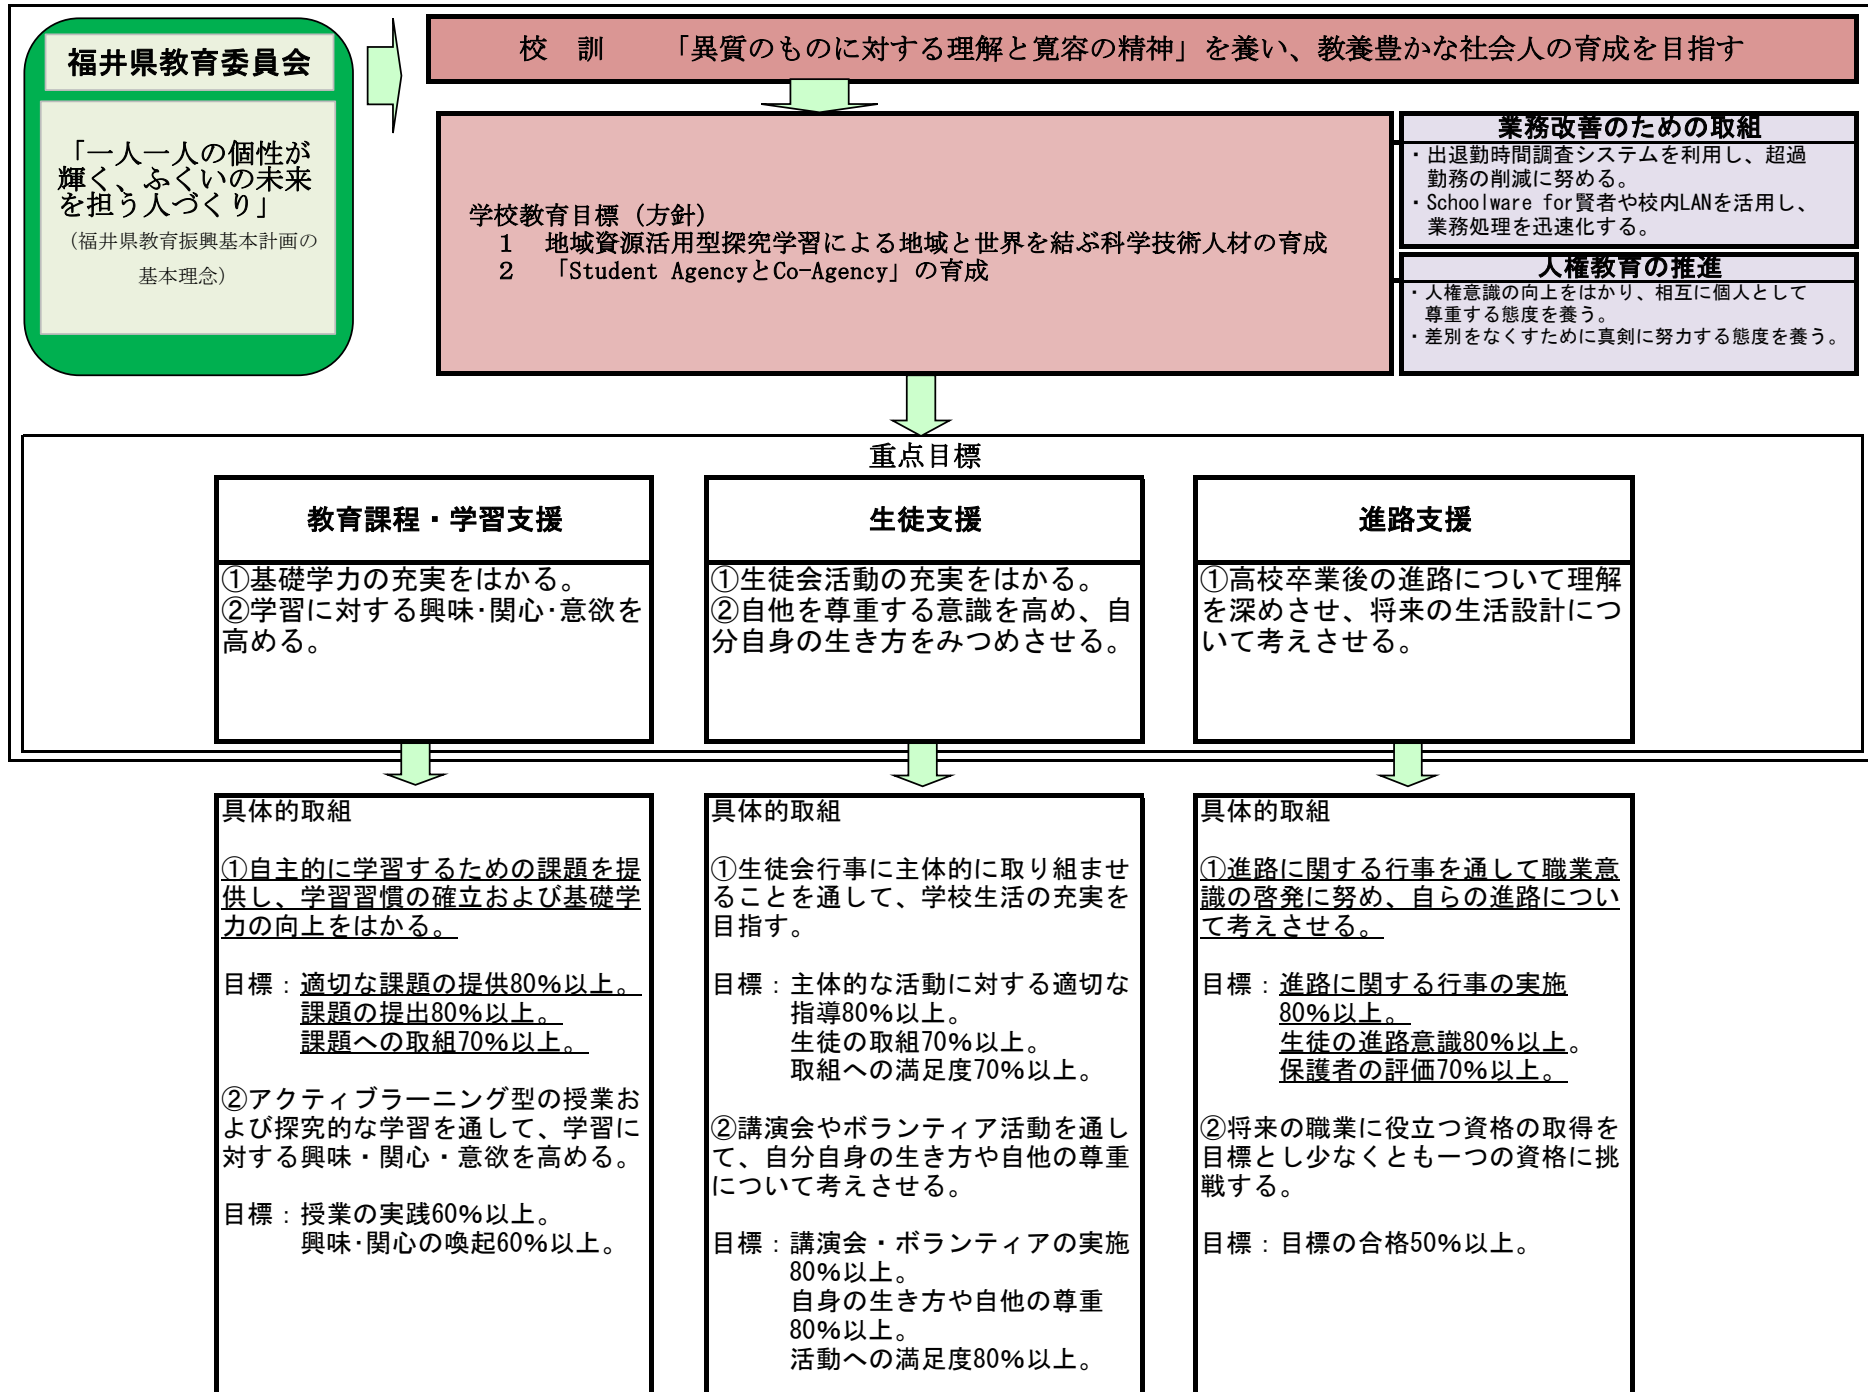 福井県教育委員会
「一人一人の個性が
輝く、ふくいの未来
を担う人づくり」
（福井県教育振興基本計画の
基本理念）
校　訓　　「異質のものに対する理解と寛容の精神」を養い、教養豊かな社会人の育成を目指す
学校教育目標（方針）
１　地域資源活用型探究学習による地域と世界を結ぶ科学技術人材の育成
２　「Student AgencyとCo-Agency」の育成
業務改善のための取組
・出退勤時間調査システムを利用し、超過
勤務の削減に努める。
・Schoolware for賢者や校内LANを活用し、
業務処理を迅速化する。
人権教育の推進
・人権意識の向上をはかり、相互に個人として
尊重する態度を養う。
・差別をなくすために真剣に努力する態度を養う。
重点目標
教育課程・学習支援
①基礎学力の充実をはかる。
②学習に対する興味･関心･意欲を
高める。
生徒支援
①生徒会活動の充実をはかる。
②自他を尊重する意識を高め、自
分自身の生き方をみつめさせる。
進路支援
①高校卒業後の進路について理解
を深めさせ、将来の生活設計につ
いて考えさせる。
具体的取組
①自主的に学習するための課題を提
供し、学習習慣の確立および基礎学
力の向上をはかる。
目標：適切な課題の提供80％以上。
課題の提出80％以上。
課題への取組70％以上。
②アクティブラーニング型の授業お
よび探究的な学習を通して、学習に
対する興味・関心・意欲を高める。
目標：授業の実践60％以上。
興味･関心の喚起60％以上。
具体的取組
①生徒会行事に主体的に取り組ませ
ることを通して、学校生活の充実を
目指す。
目標：主体的な活動に対する適切な
指導80％以上。
生徒の取組70％以上。
取組への満足度70％以上。
②講演会やボランティア活動を通し
て、自分自身の生き方や自他の尊重
について考えさせる。
目標：講演会・ボランティアの実施
80％以上。
自身の生き方や自他の尊重
80％以上。
活動への満足度80％以上。
具体的取組
①進路に関する行事を通して職業意
識の啓発に努め、自らの進路につい
て考えさせる。
目標：進路に関する行事の実施
80％以上。
生徒の進路意識80％以上。
保護者の評価70％以上。
②将来の職業に役立つ資格の取得を
目標とし少なくとも一つの資格に挑
戦する。
目標：目標の合格50％以上。